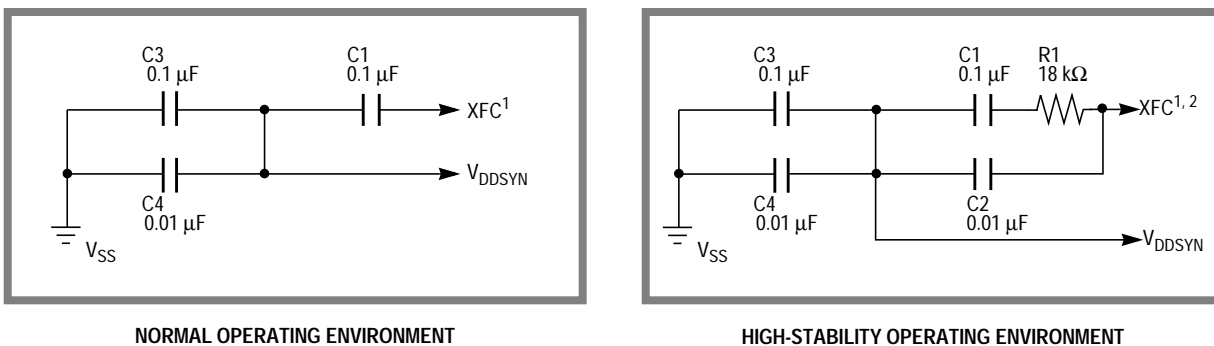 C3
0.1 µF
C1
0.1 µF
XFC1
VDDSYN
C4
0.01 µF
VSS
NORMAL OPERATING ENVIRONMENT
C3
0.1 µF
C1
0.1 µF
R1
18 kΩ
XFC1, 2
C4
0.01 µF
C2
0.01 µF
VDDSYN
VSS
HIGH-STABILITY OPERATING ENVIRONMENT